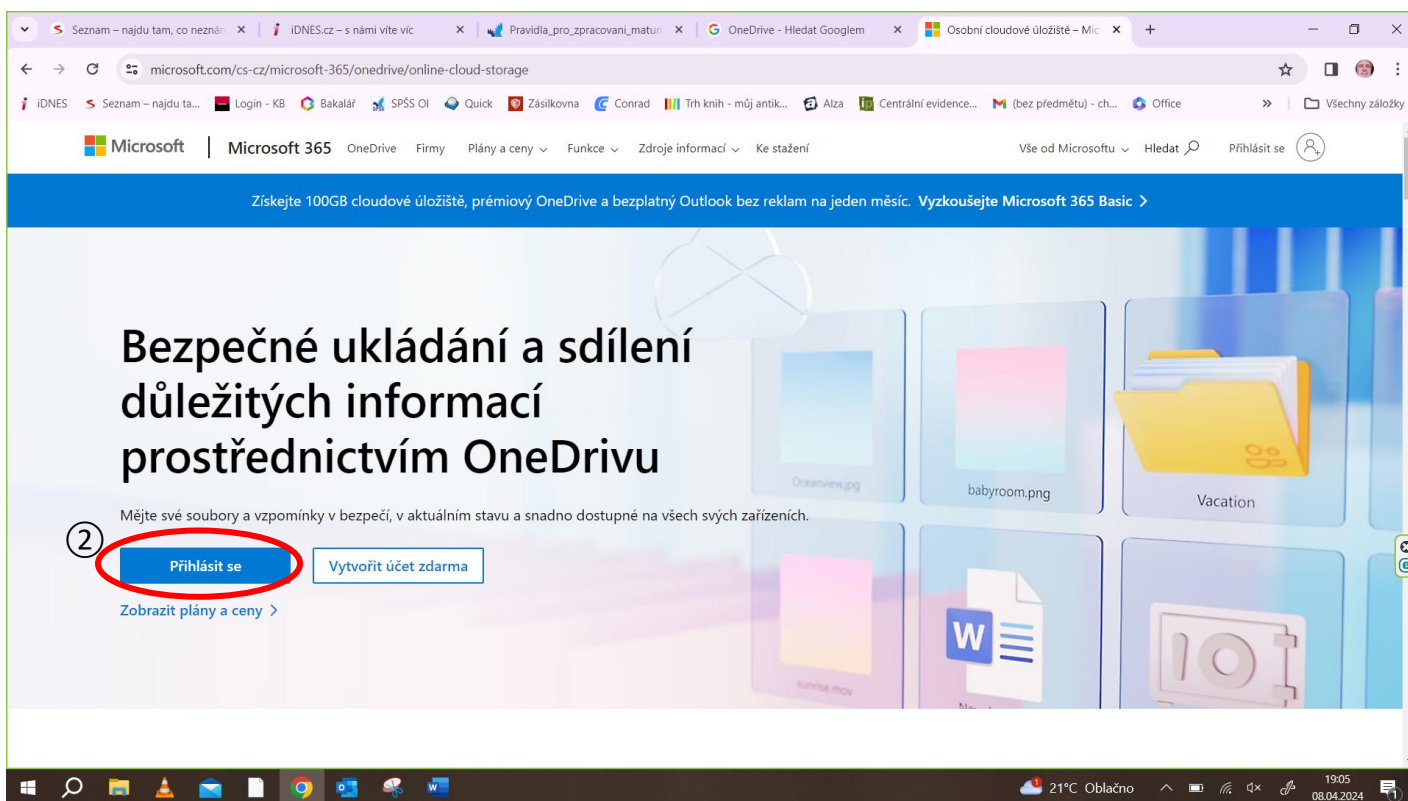 Seznam – najdu tam, co neznám
iDNES.cz – s námi víte víc
Pravidla_pro_zpracovani_matur
OneDrive - Hledat Googlem
Osobní cloudové úložiště – Mic
microsoft.com/cs-cz/microsoft-365/onedrive/online-cloud-storage
iDNES Seznam – najdu ta... Login - KB Bakalář SPŠS Ol Quick Zásilkovna Conrad Trh knih - můj antik... Alza Centrální evidence... (bez předmětu) - ch... Office » Všechny záložky
Microsoft Microsoft 365 OneDrive Firmy Plány a ceny Funkce Zdroje informací Ke stažení Vše od Microsoftu Hledat Přihlásit se
Získejte 100GB cloudové úložiště, prémiový OneDrive a bezplatný Outlook bez reklam na jeden měsíc. Vyzkoušejte Microsoft 365 Basic >
Bezpečné ukládání a sdílení
důležitých informací
prostřednictvím OneDrivu
Mějte své soubory a vzpomínky v bezpečí, v aktuálním stavu a snadno dostupné na všech svých zařízeních.
②
Přihlásit se Vytvořit účet zdarma
Zobrazit plány a ceny >
Oceanview.jpg
babyroom.png
Vacation
W
sunrise.mov
21°C Oblačno
19:05
08.04.2024